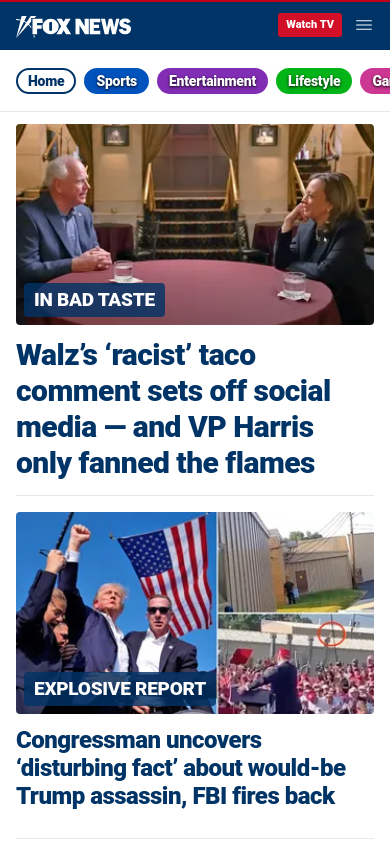 FOX NEWS
Watch TV
Home
Sports
Entertainment
Lifestyle
Ga
IN BAD TASTE
Walz’s ‘racist’ taco
comment sets off social
media — and VP Harris
only fanned the flames
EXPLOSIVE REPORT
Congressman uncovers
‘disturbing fact’ about would-be
Trump assassin, FBI fires back